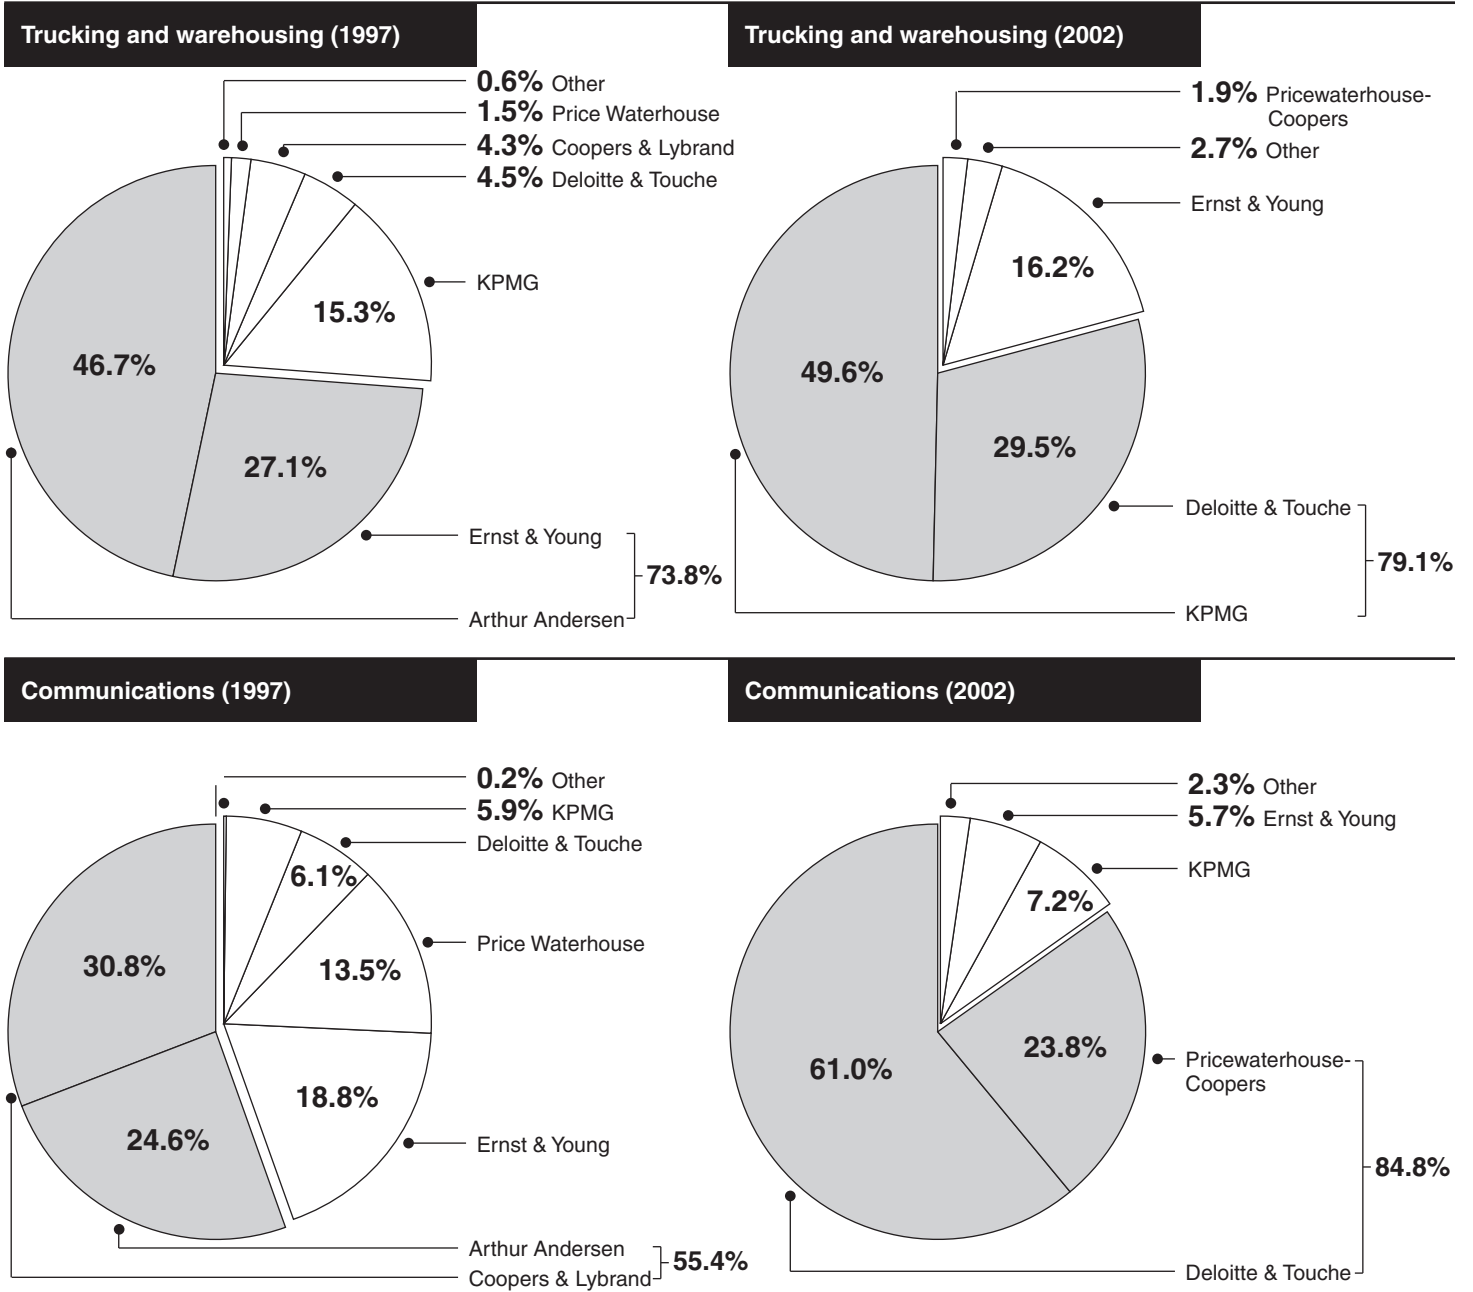 Trucking and warehousing (1997)
0.6% Other
1.5% Price Waterhouse
4.3% Coopers & Lybrand
4.5% Deloitte & Touche
KPMG
15.3%
46.7%
27.1%
Ernst & Young
73.8%
Arthur Andersen
Trucking and warehousing (2002)
1.9% Pricewaterhouse-
Coopers
2.7% Other
Ernst & Young
16.2%
49.6%
29.5%
Deloitte & Touche
79.1%
KPMG
Communications (1997)
0.2% Other
5.9% KPMG
Deloitte & Touche
6.1%
Price Waterhouse
13.5%
30.8%
18.8%
24.6%
Ernst & Young
Arthur Andersen
55.4%
Coopers & Lybrand
Communications (2002)
2.3% Other
5.7% Ernst & Young
KPMG
7.2%
23.8%
61.0%
Pricewaterhouse-
Coopers
84.8%
Deloitte & Touche